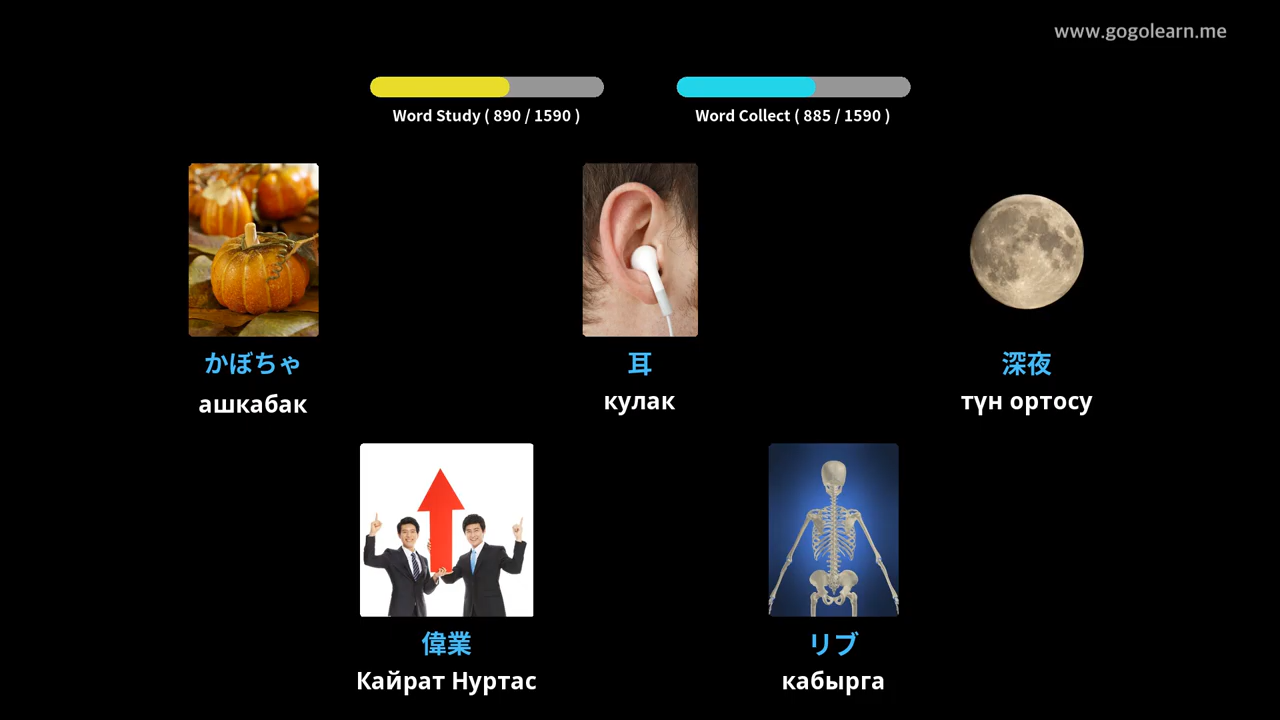 www.gogolearn.me
Word Study ( 890 / 1590 )
Word Collect ( 885 / 1590 )
かぼちゃ
ашкабак
耳
кулак
深夜
түн ортосу
偉業
Кайрат Нуртас
リブ
кабырга